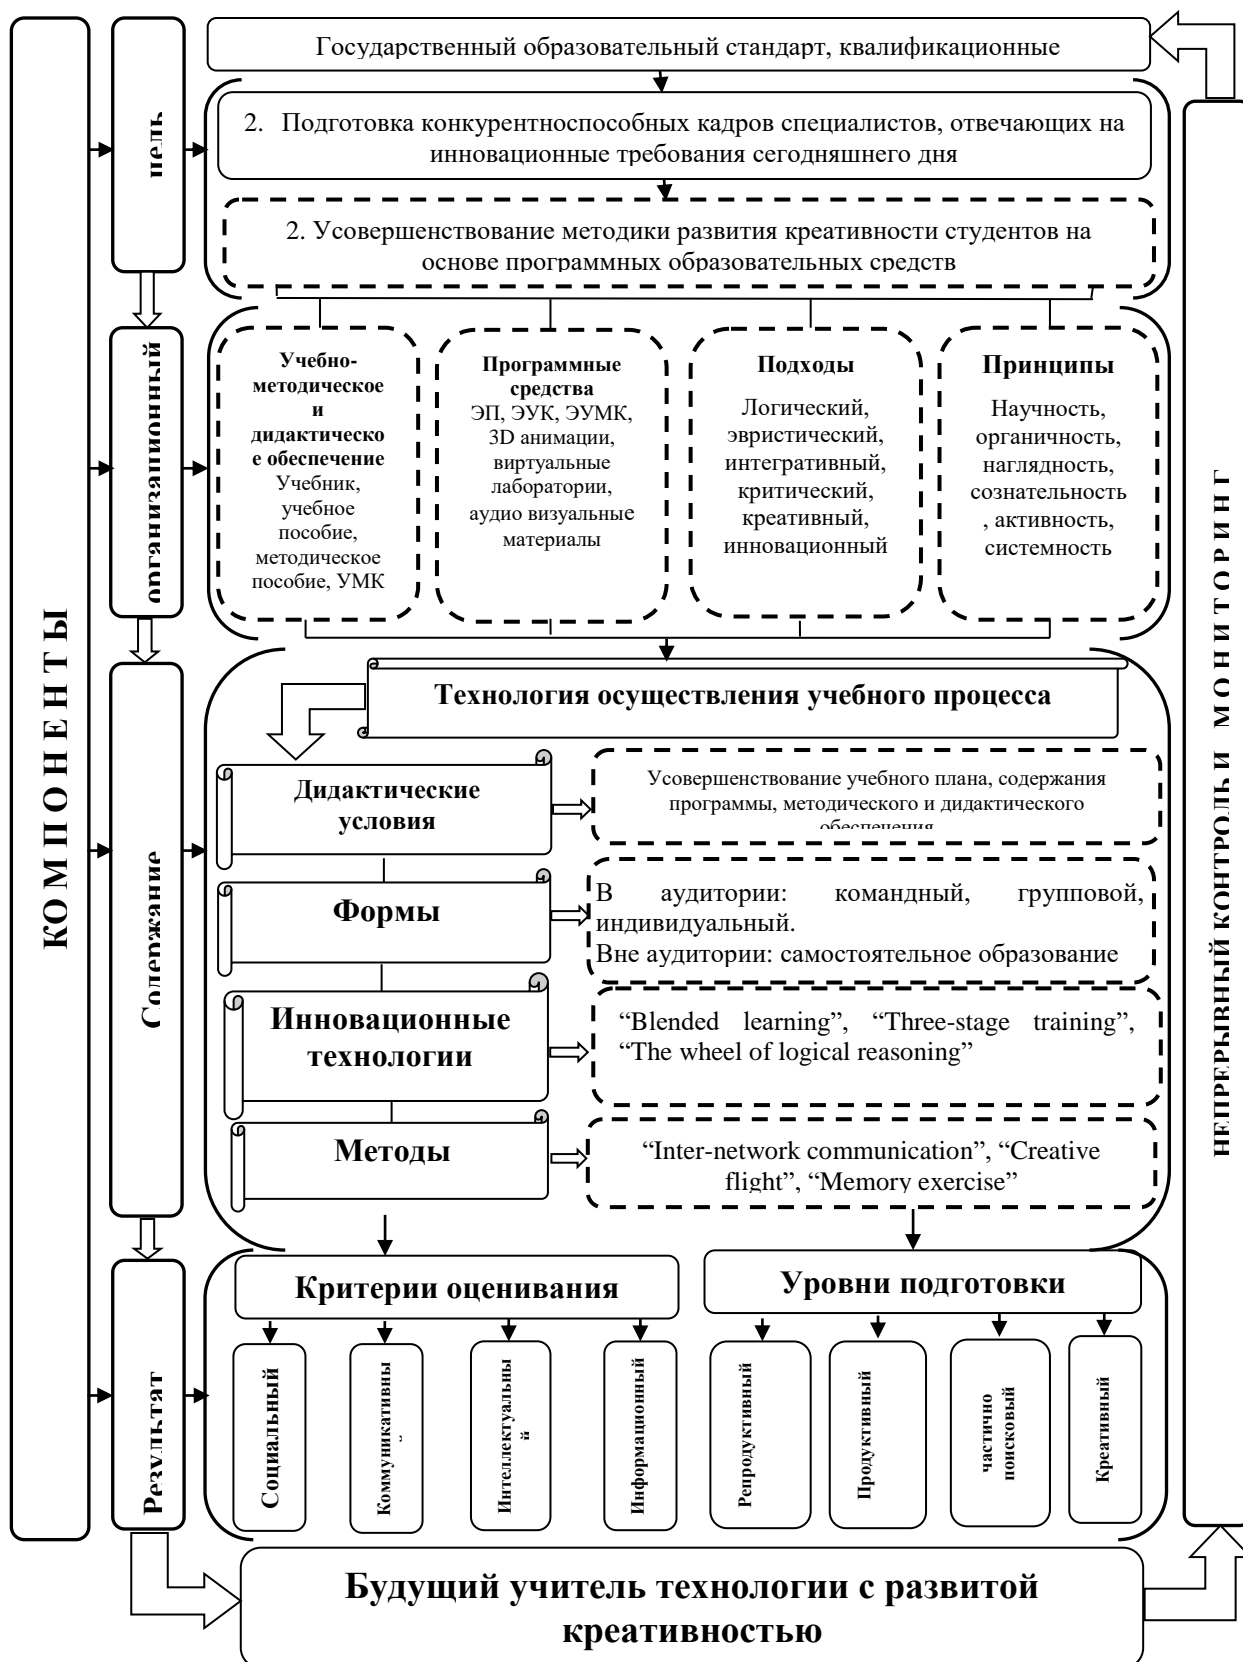 Государственный образовательный стандарт, квалификационные
2. Подготовка конкурентноспособных кадров специалистов, отвечающих на
инновационные требования сегодняшнего дня
2. Усовершенствование методики развития креативности студентов на
основе программных образовательных средств
КОМПОНЕНТЫ
цель
организационный
Содержание
Результат
Учебно-
методическое
и
дидактическо
е обеспечение
Учебник,
учебное
пособие,
методическое
пособие, УМК
Программные
средства
ЭП, ЭУК, ЭУМК,
3D анимации,
виртуальные
лаборатории,
аудио визуальные
материалы
Подходы
Логический,
эвристический,
интегративный,
критический,
креативный,
инновационный
Принципы
Научность,
органичность,
наглядность,
сознательность
, активность,
системность
Технология осуществления учебного процесса
Дидактические
условия
Усовершенствование учебного плана, содержания
программы, методического и дидактического
обеспечения
Формы
В аудитории: командный, групповой,
индивидуальный.
Вне аудитории: самостоятельное образование
Инновационные
технологии
“Blended learning”, “Three-stage training”,
“The wheel of logical reasoning”
Методы
“Inter-network communication”, “Creative
flight”, “Memory exercise”
Критерии оценивания
Уровни подготовки
Социальный
Коммуникативны
й
Интеллектуальны
й
Информационный
Репродуктивный
Продуктивный
частично
поисковый
Креативный
Будущий учитель технологии с развитой
креативностью
НЕПРЕРЫВНЫЙ КОНТРОЛЬ И МОНИТОРИНГ